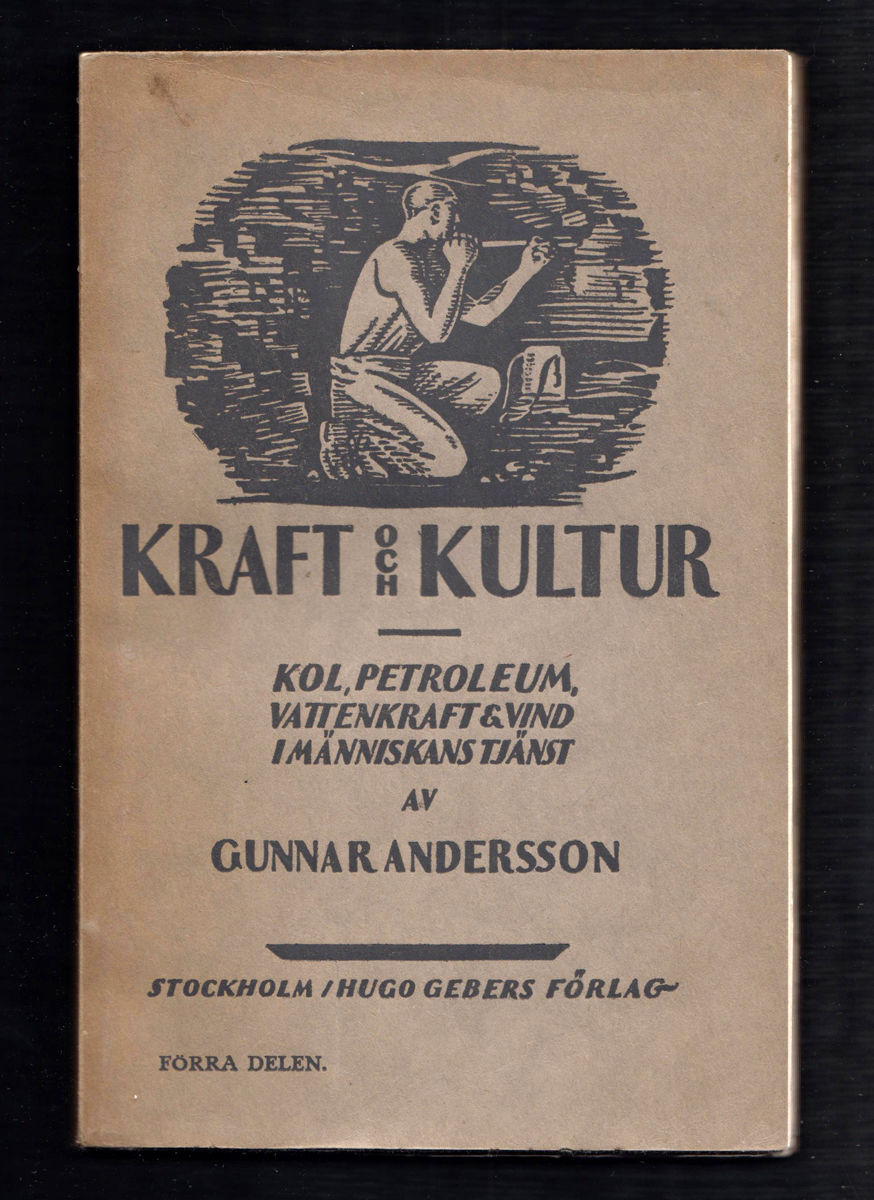 KRAFT OCH KULTUR
KOL, PETROLEUM,
VATTENKRAFT & VIND
I MÄNNISKANS TJÄNST
AV
GUNNAR ANDERSSON
STOCKHOLM / HUGO GEBERS FÖRLAG
FÖRRA DELEN.